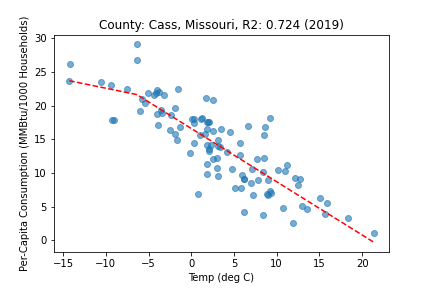 County: Cass, Missouri, R2: 0.724 (2019)
Per-Capita Consumption (MMBtu/1000 Households)
30
25
20
15
10
5
0
−15 −10 −5 0 5 10 15 20
Temp (deg C)